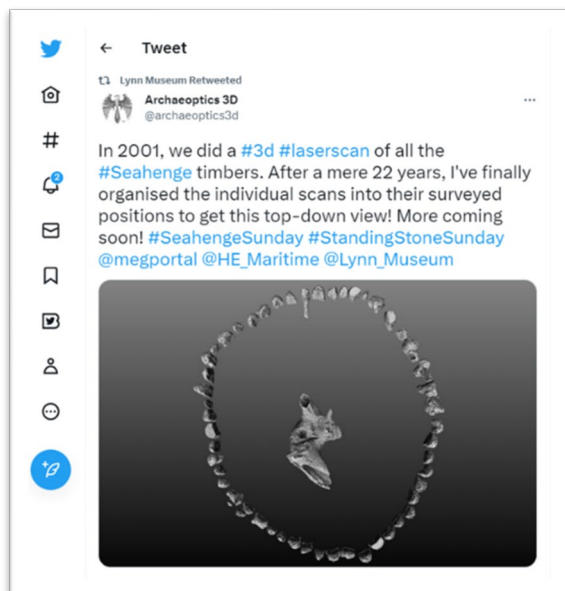 Tweet
Lynn Museum Retweeted
Archaeoptics 3D
@archaeoptics3d
2
In 2001, we did a #3d #laserscan of all the
#Seahenge timbers. After a mere 22 years, I've finally
organised the individual scans into their surveyed
positions to get this top-down view! More coming
soon! #SeahengeSunday #StandingStoneSunday
@megportal @HE_Maritime @Lynn_Museum